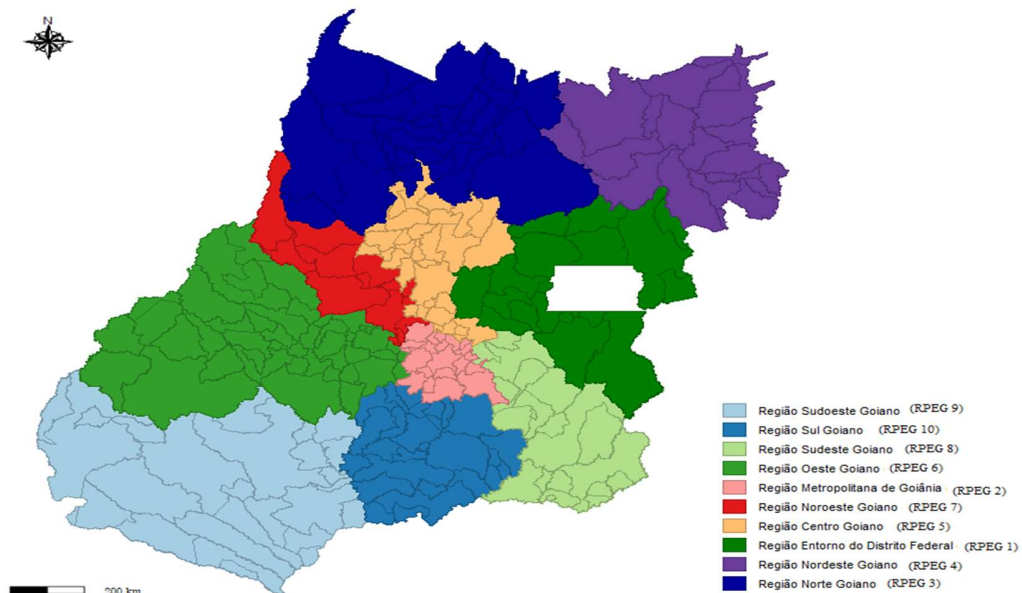 N
Região Sudoeste Goiano (RPEG 9)
Região Sul Goiano (RPEG 10)
Região Sudeste Goiano (RPEG 8)
Região Oeste Goiano (RPEG 6)
Região Metropolitana de Goiânia (RPEG 2)
Região Noroeste Goiano (RPEG 7)
Região Centro Goiano (RPEG 5)
Região Entorno do Distrito Federal (RPEG 1)
Região Nordeste Goiano (RPEG 4)
Região Norte Goiano (RPEG 3)
200 km